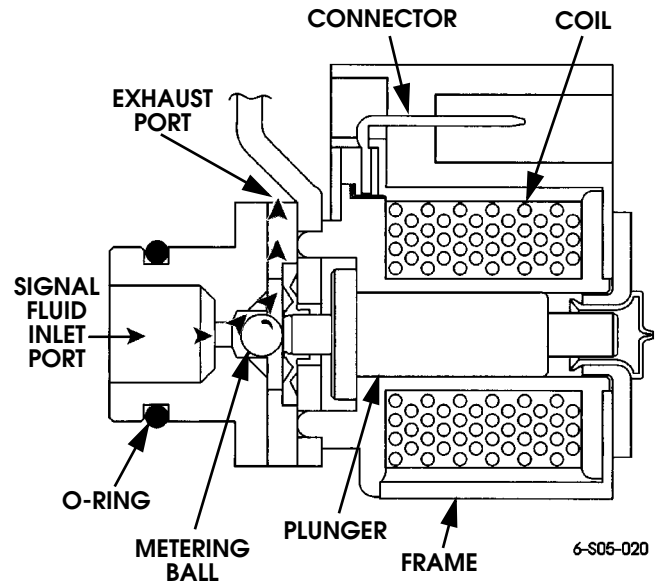 CONNECTOR
COIL
EXHAUST
PORT
SIGNAL
FLUID
INLET
PORT
O-RING
METERING
BALL
PLUNGER
FRAME
6-S05-020